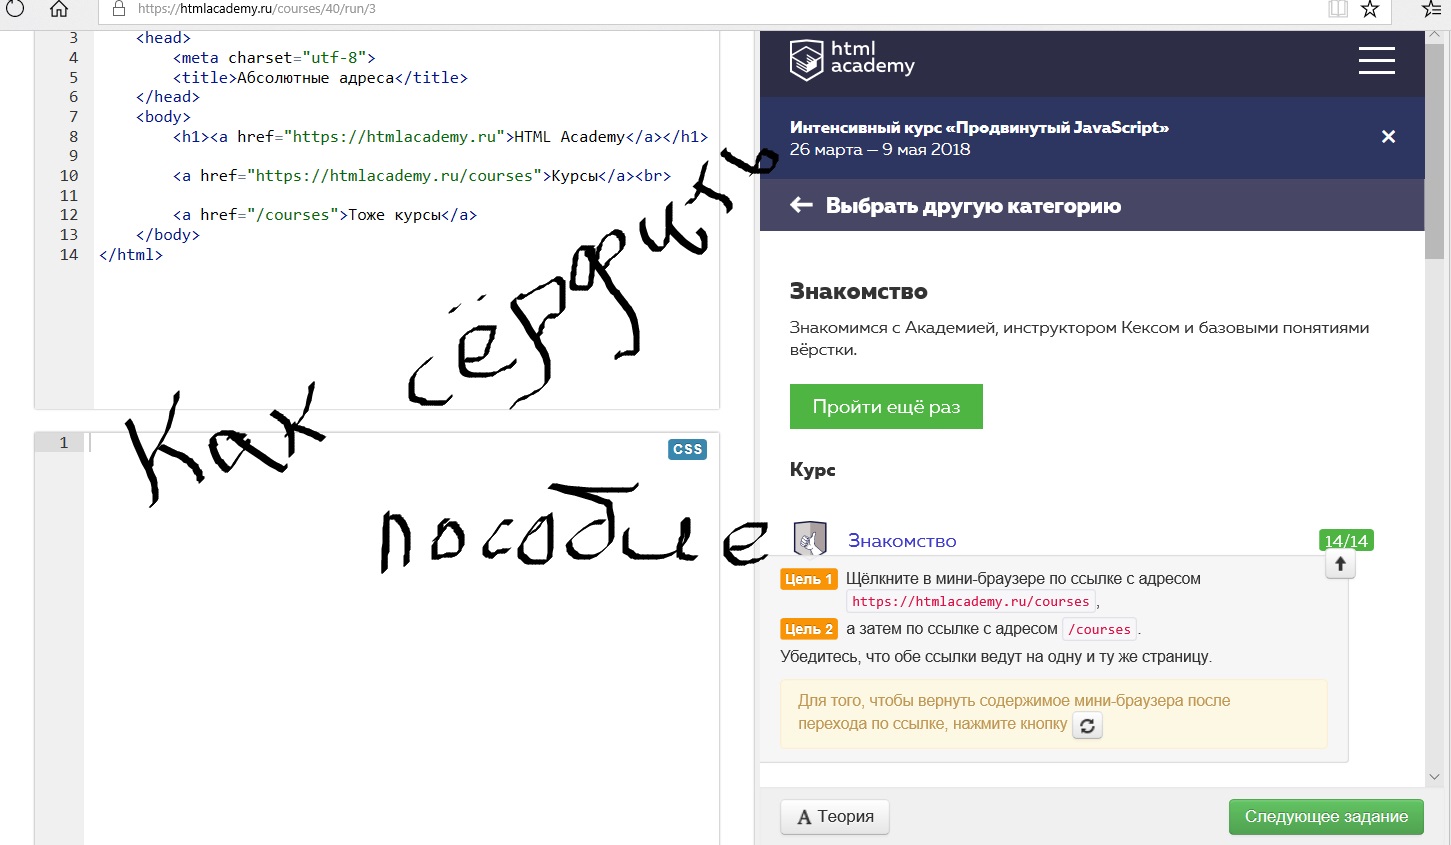 https://htmlacademy.ru/courses/40/run/3
3 <head>
4 <meta charset="utf-8">
5 <title>Абсолютные адреса</title>
6 </head>
7 <body>
8 <h1><a href="https://htmlacademy.ru">HTML Academy</a></h1>
9
10 <a href="https://htmlacademy.ru/courses">Курсы</a><br>
11
12 <a href="/courses">Тоже курсы</a>
13 </body>
14 </html>
Как сёрфить
пособие
1
CSS
html
academy
Интенсивный курс «Продвинутый JavaScript»
26 марта — 9 мая 2018
Выбрать другую категорию
Знакомство
Знакомимся с Академией, инструктором Кексом и базовыми понятиями
вёрстки.
Пройти ещё раз
Курс
Знакомство 14/14
Цель 1 Щёлкните в мини-браузере по ссылке с адресом
https://htmlacademy.ru/courses,
Цель 2 а затем по ссылке с адресом /courses.
Убедитесь, что обе ссылки ведут на одну и ту же страницу.
Для того, чтобы вернуть содержимое мини-браузера после
перехода по ссылке, нажмите кнопку
A Теория
Следующее задание